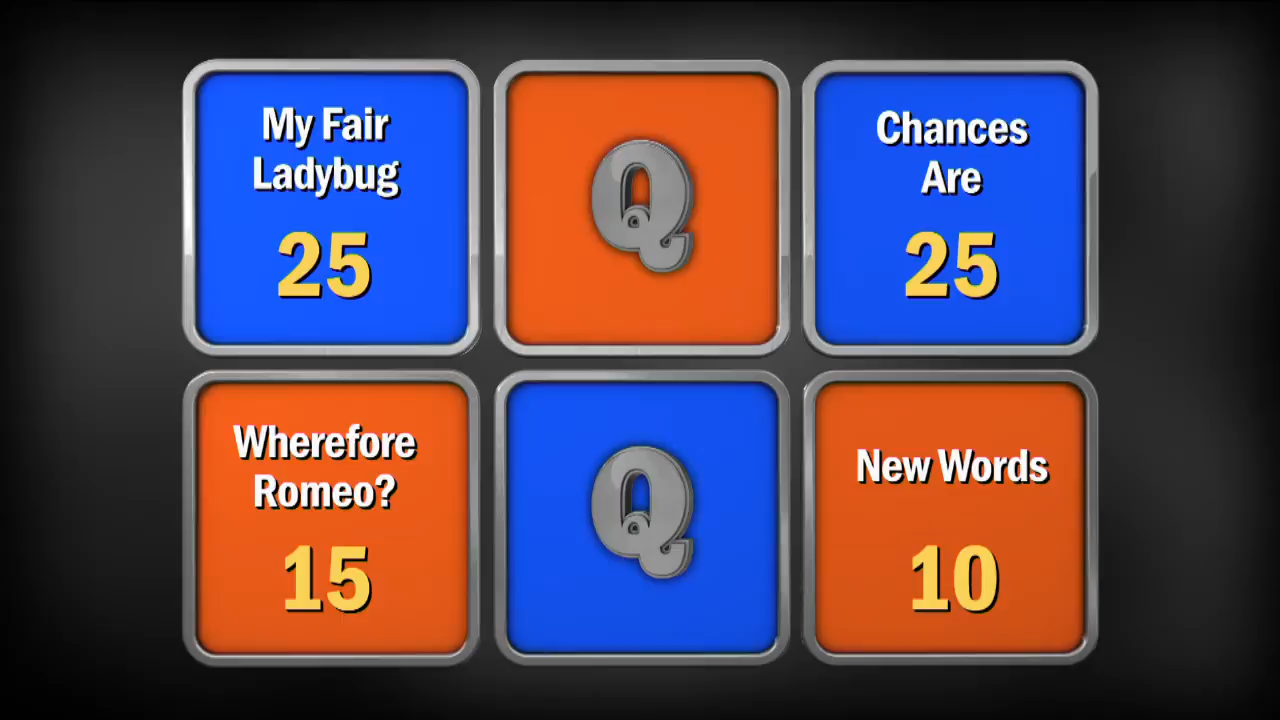 My Fair
Ladybug
25
Q
Chances
Are
25
Wherefore
Romeo?
15
Q
New Words
10